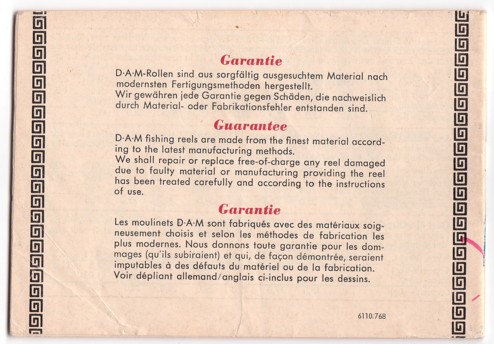 Garantie
D·A·M-Rollen sind aus sorgfältig ausgesuchtem Material nach
modernsten Fertigungsmethoden hergestellt.
Wir gewähren jede Garantie gegen Schäden, die nachweislich
durch Material- oder Fabrikationsfehler entstanden sind.
Guarantee
D·A·M fishing reels are made from the finest material accord-
ing to the latest manufacturing methods.
We shall repair or replace free-of-charge any reel damaged
due to faulty material or manufacturing providing the reel
has been treated carefully and according to the instructions
of use.
Garantie
Les moulinets D·A·M sont fabriqués avec des matériaux soig-
neusement choisis et selon les méthodes de fabrication les
plus modernes. Nous donnons toute garantie pour les dom-
mages (qu'ils subiraient) et qui, de façon démontrée, seraient
imputables à des défauts du matériel ou de la fabrication.
Voir dépliant allemand/anglais ci-inclus pour les dessins.
6110/768